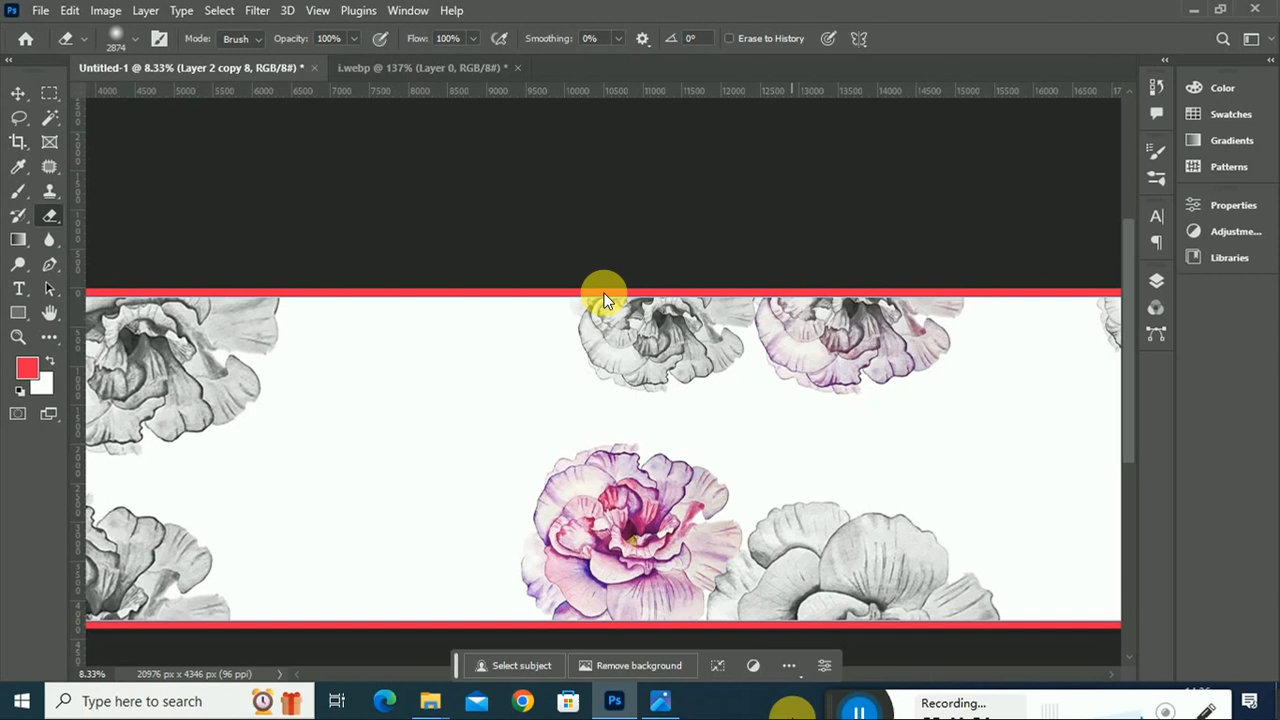 Ps File Edit Image Layer Type Select Filter 3D View Plugins Window Help
2874 Mode: Brush Opacity: 100% Flow: 100% Smoothing: 0% 0° Erase to History
Untitled-1 @ 8.33% (Layer 2 copy 8, RGB/8#) * × i.webp @ 137% (Layer 0, RGB/8#) * ×
4000 4500 5000 5500 6000 6500 7000 7500 8000 8500 9000 9500 10000 10500 11000 11500 12000 12500 13000 13500 14000 14500 15000 15500 16000 16500
Color
Swatches
Gradients
Patterns
Properties
Adjustme...
Libraries
Select subject
Remove background
8.33% 20976 px x 4346 px (96 ppi)
Type here to search
Ps
Recording...